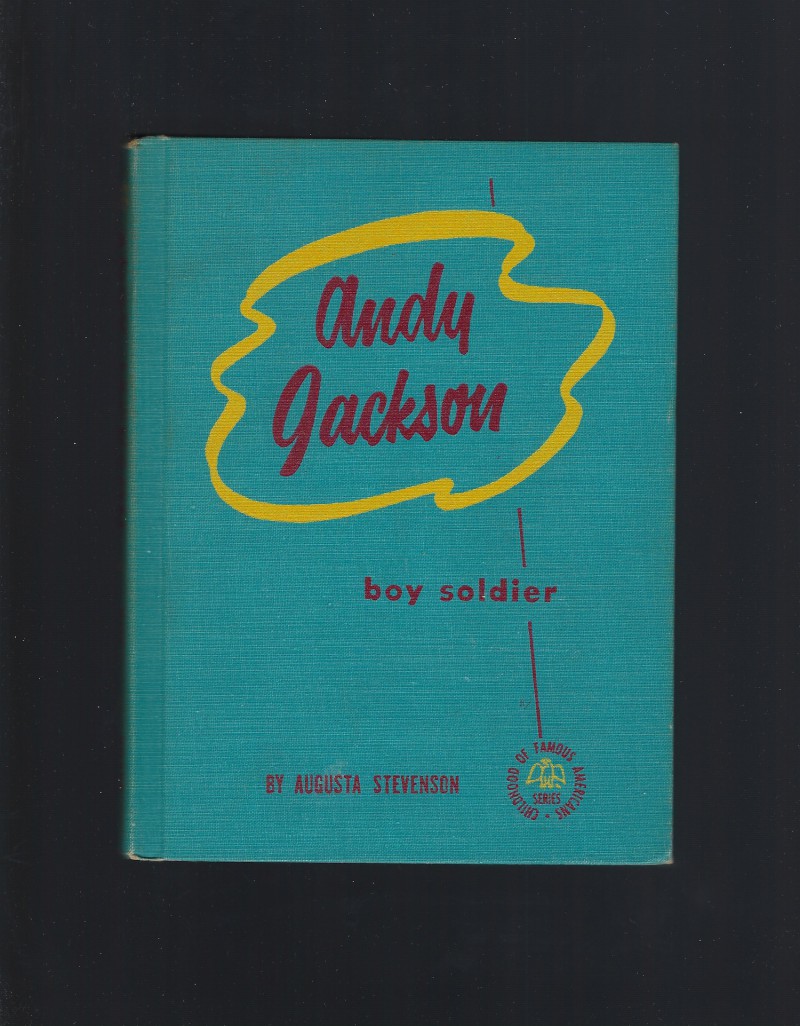 Andy
Jackson
boy soldier
BY AUGUSTA STEVENSON
CHILDHOOD OF FAMOUS AMERICANS
SERIES